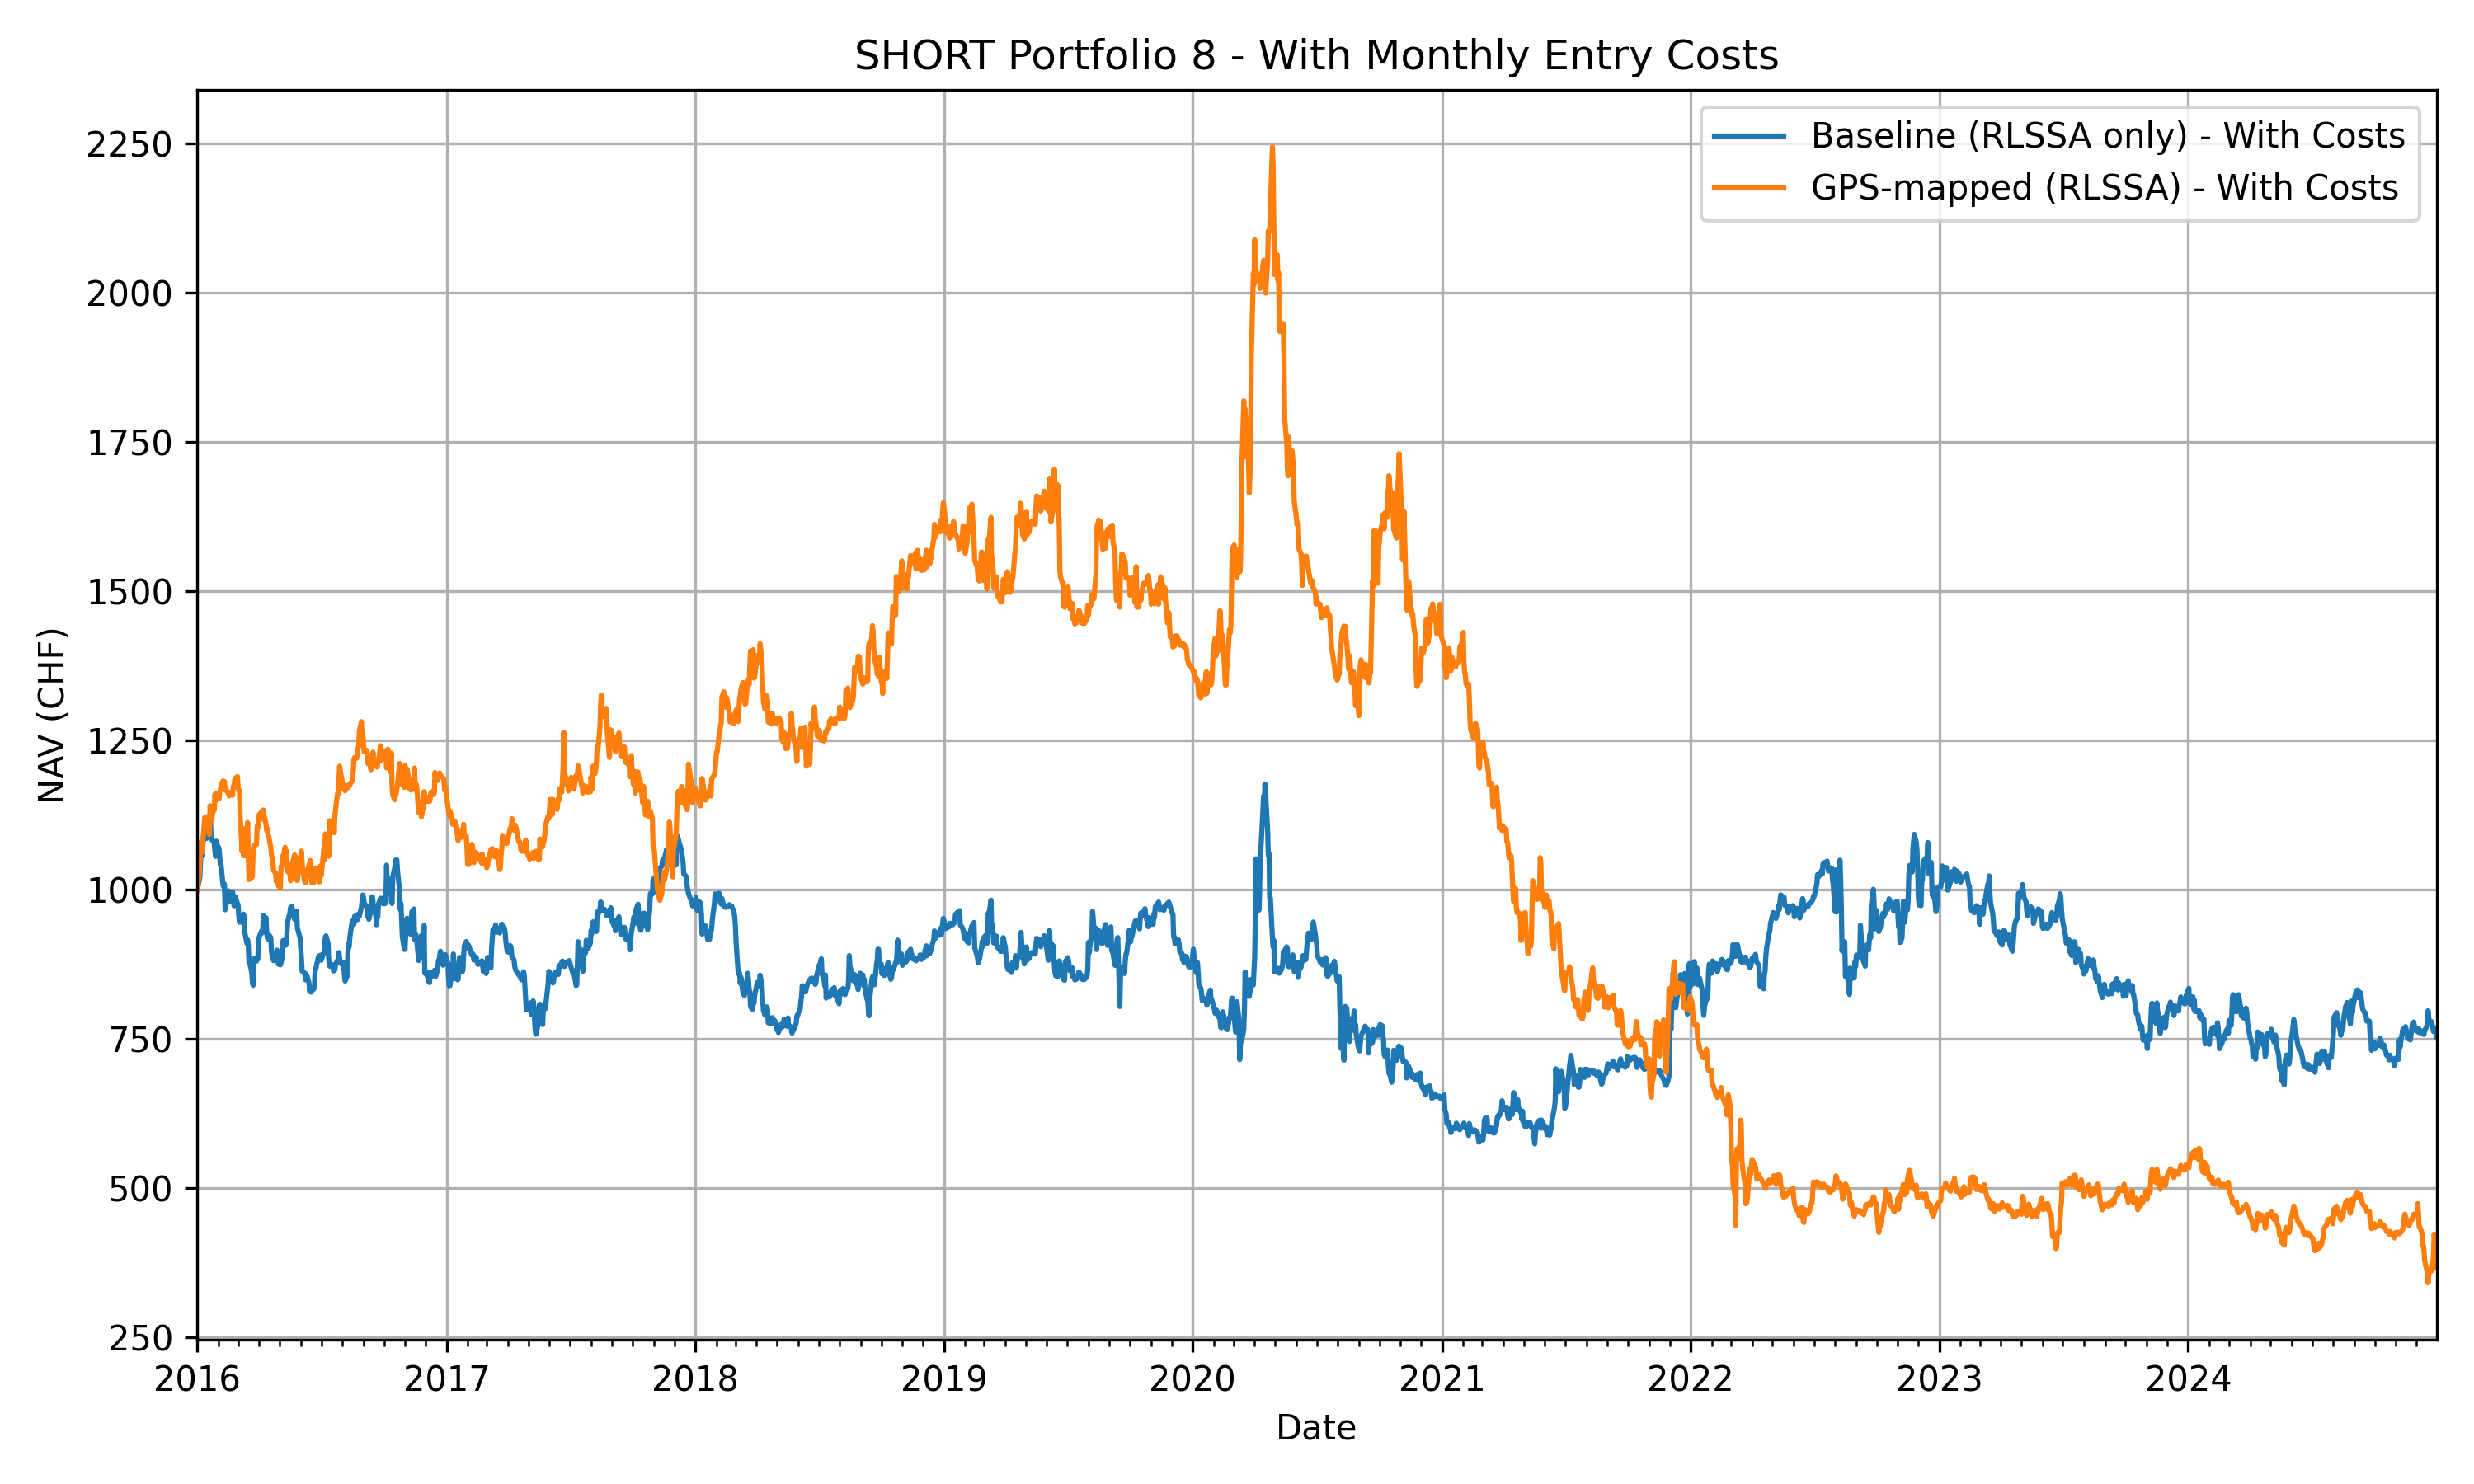 SHORT Portfolio 8 - With Monthly Entry Costs
Baseline (RLSSA only) - With Costs
GPS-mapped (RLSSA) - With Costs
NAV (CHF)
2250
2000
1750
1500
1250
1000
750
500
250
2016 2017 2018 2019 2020 2021 2022 2023 2024
Date